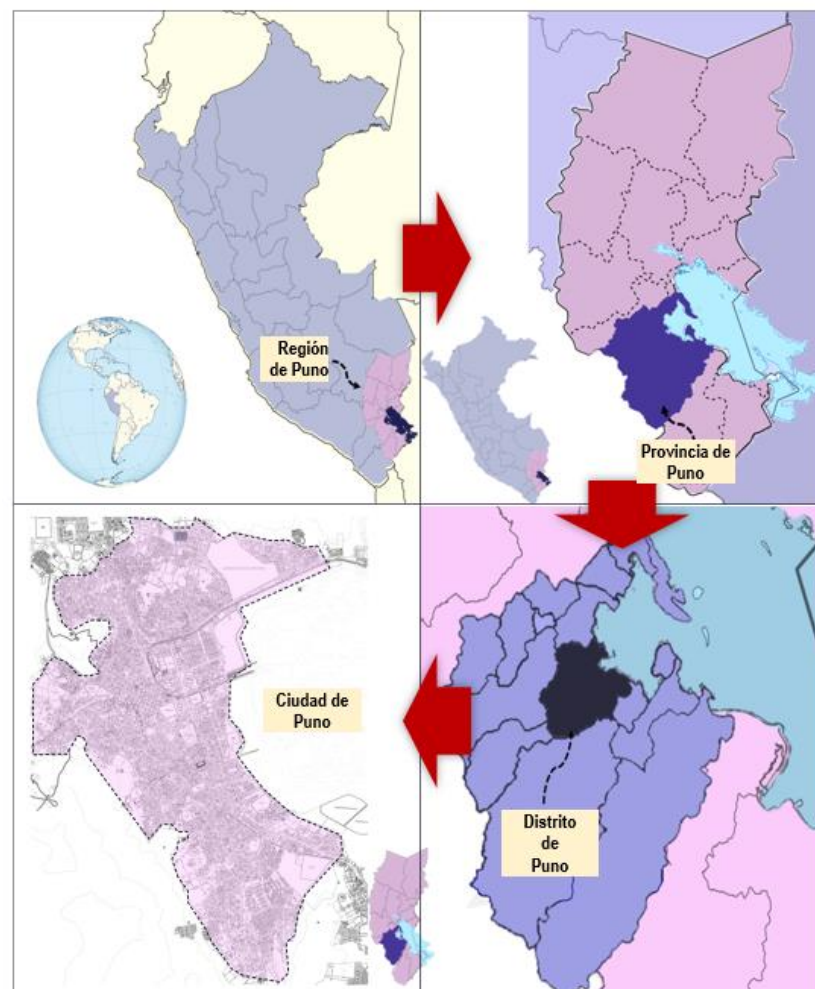 Región
de Puno
Provincia de
Puno
Distrito
de
Puno
Ciudad de
Puno